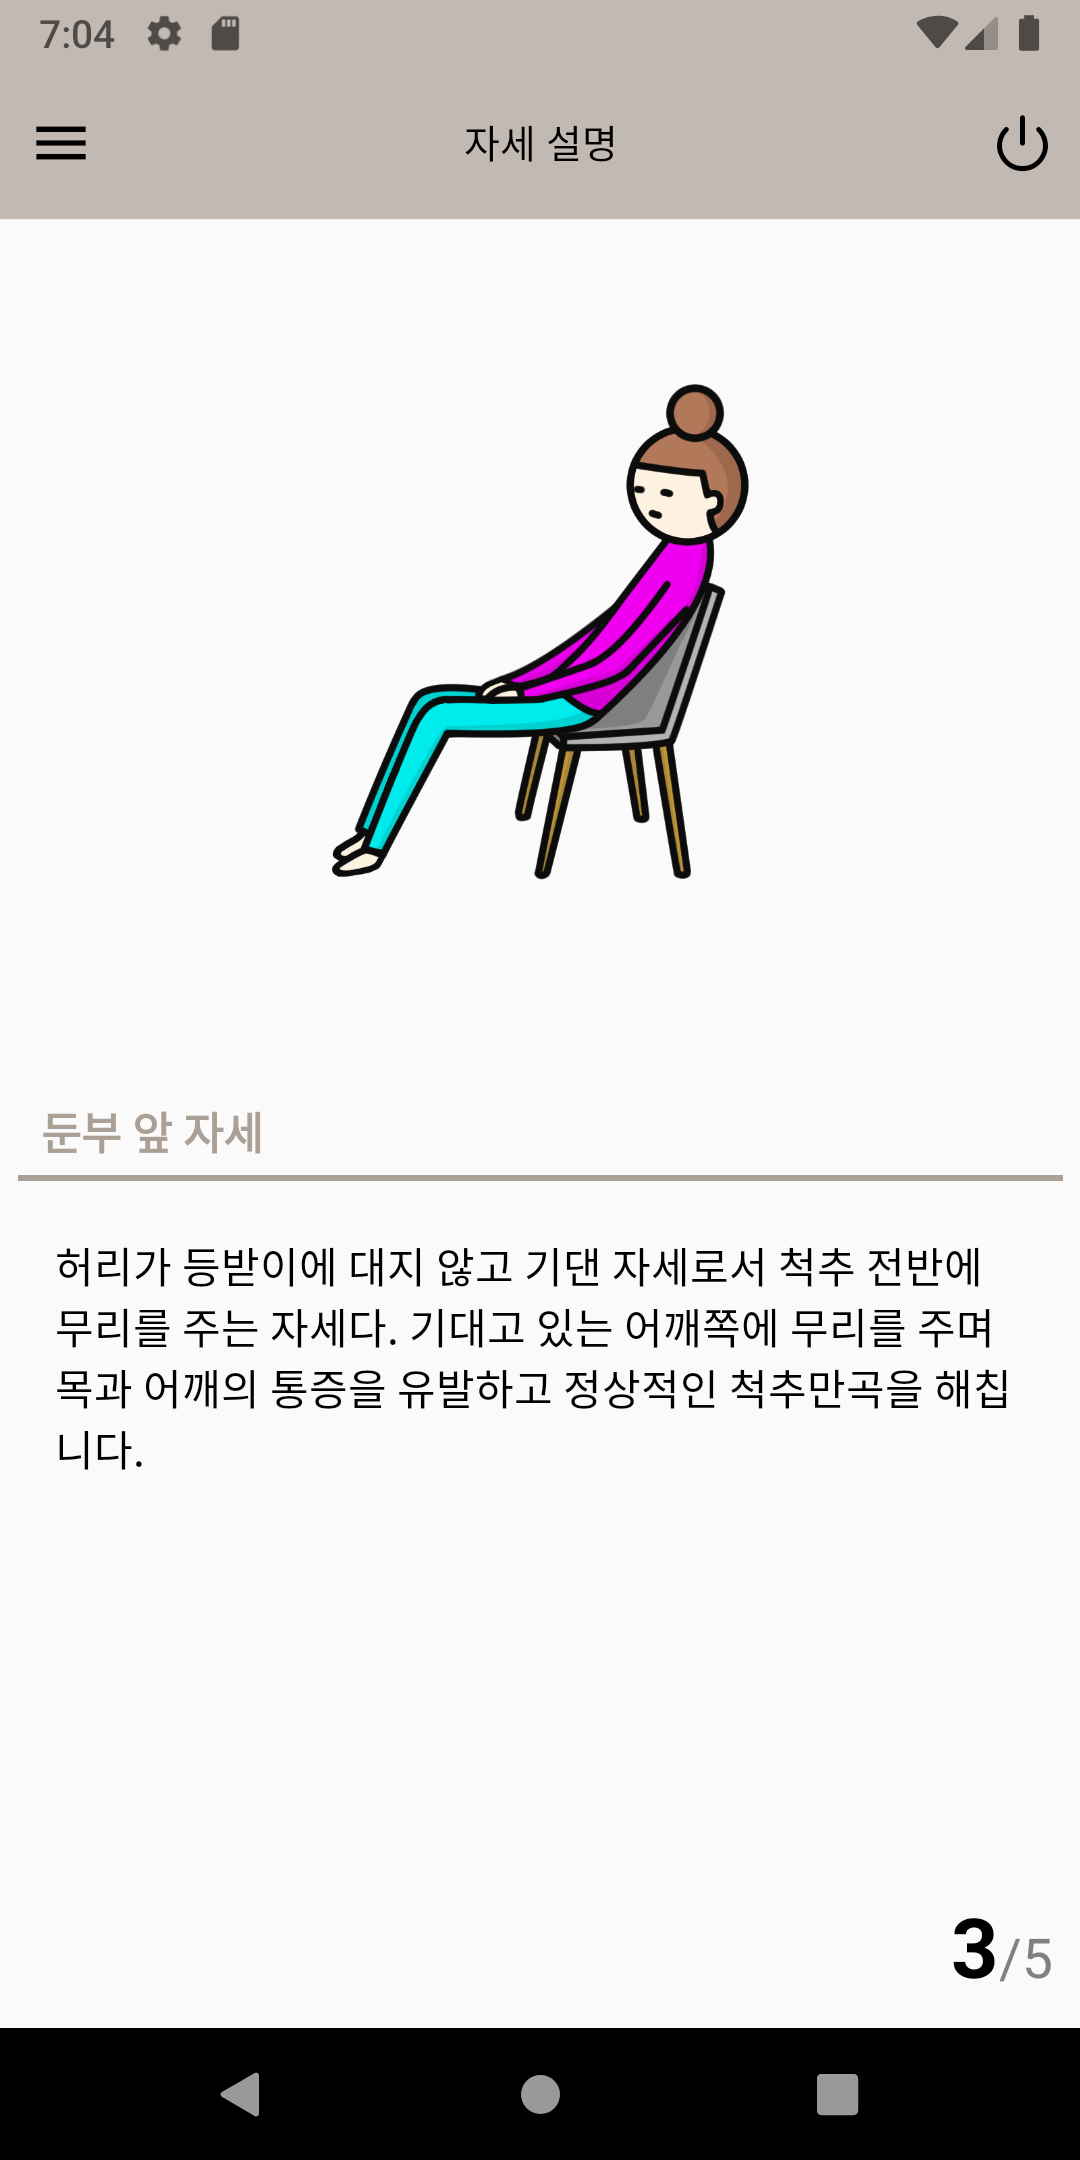 7:04
자세 설명
둔부 앞 자세
허리가 등받이에 대지 않고 기댄 자세로서 척추 전반에
무리를 주는 자세다. 기대고 있는 어깨쪽에 무리를 주며
목과 어깨의 통증을 유발하고 정상적인 척추만곡을 해칩
니다.
3/5